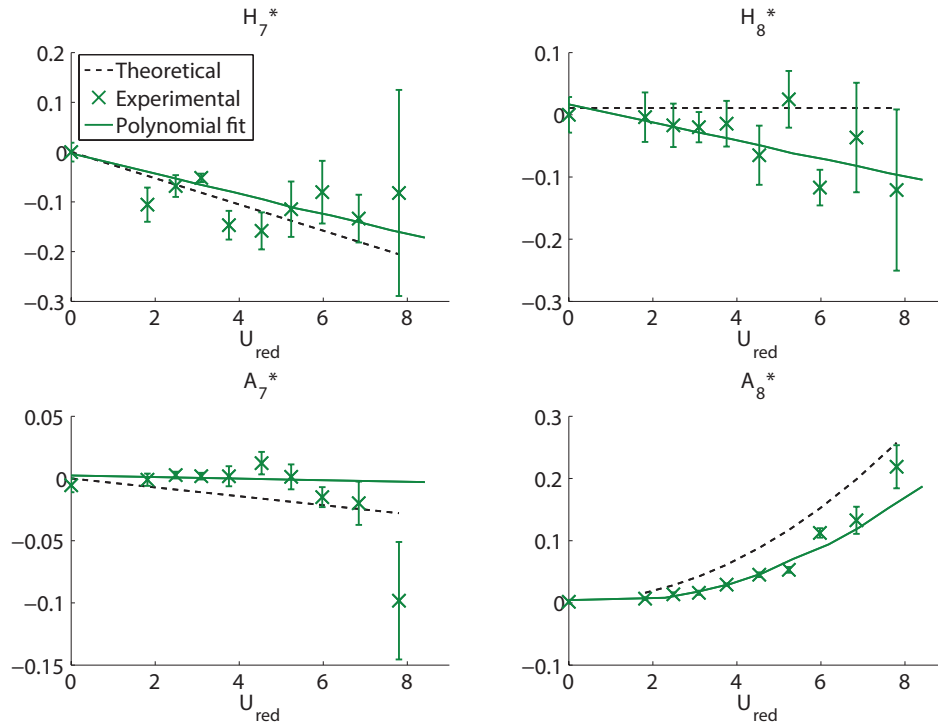 H7*
0.2
0.1
0
−0.1
−0.2
−0.3
Theoretical
Experimental
Polynomial fit
0 2 4 6 8
Ured
H8*
0.1
0
−0.1
−0.2
−0.3
0 2 4 6 8
Ured
A7*
0.05
0
−0.05
−0.1
−0.15
0 2 4 6 8
Ured
A8*
0.3
0.2
0.1
0
−0.1
0 2 4 6 8
Ured